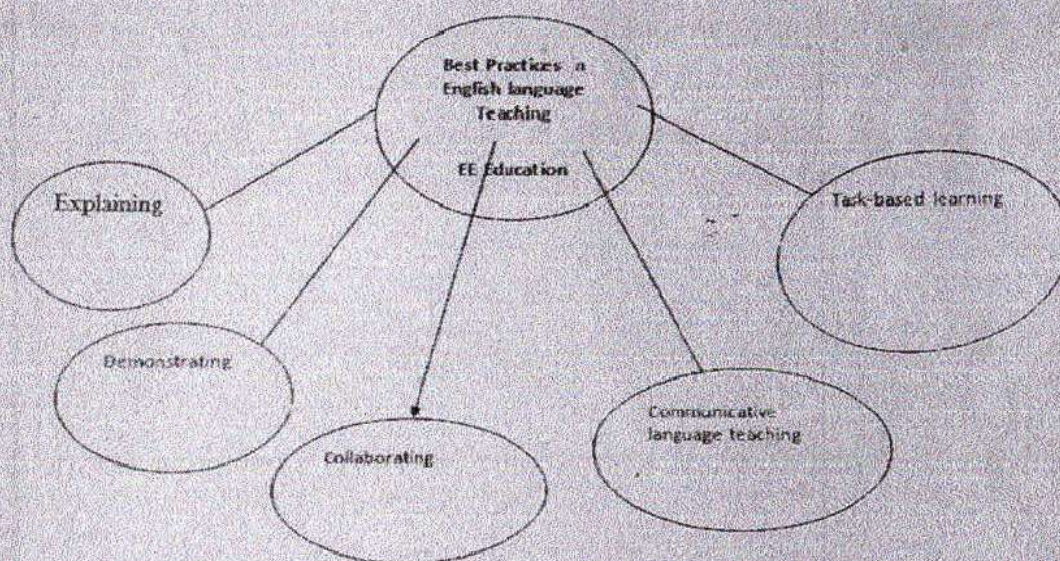 Best Practices n
English language
Teaching
EE Education
Explaining
Task-based learning
Demonstrating
Collaborating
Communicative
language teaching